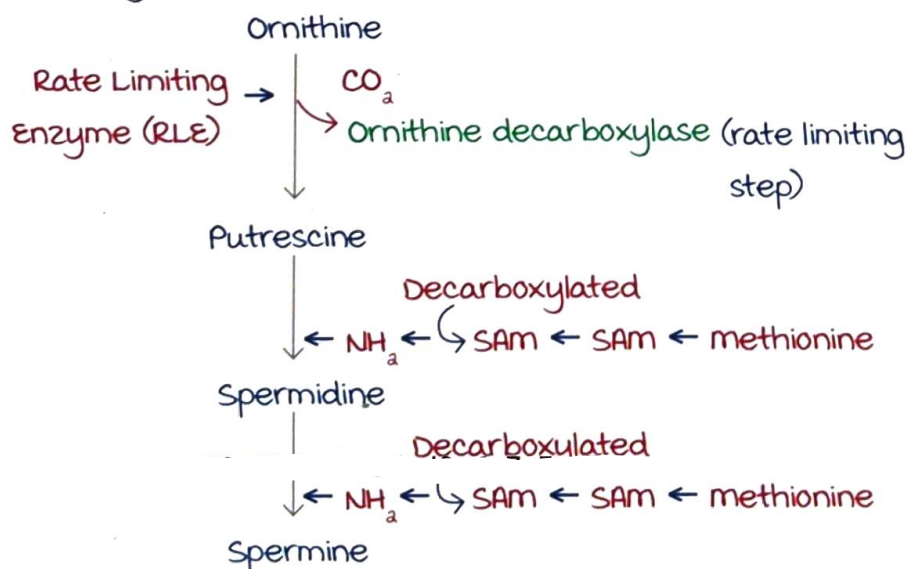 Ornithine
Rate Limiting → CO₂
Enzyme (RLE) Ornithine decarboxylase (rate limiting
step)
Putrescine
Decarboxylated
← NH₂ ← SAM ← SAM ← methionine
Spermidine
Decarboxulated
← NH₂ ← SAM ← SAM ← methionine
Spermine